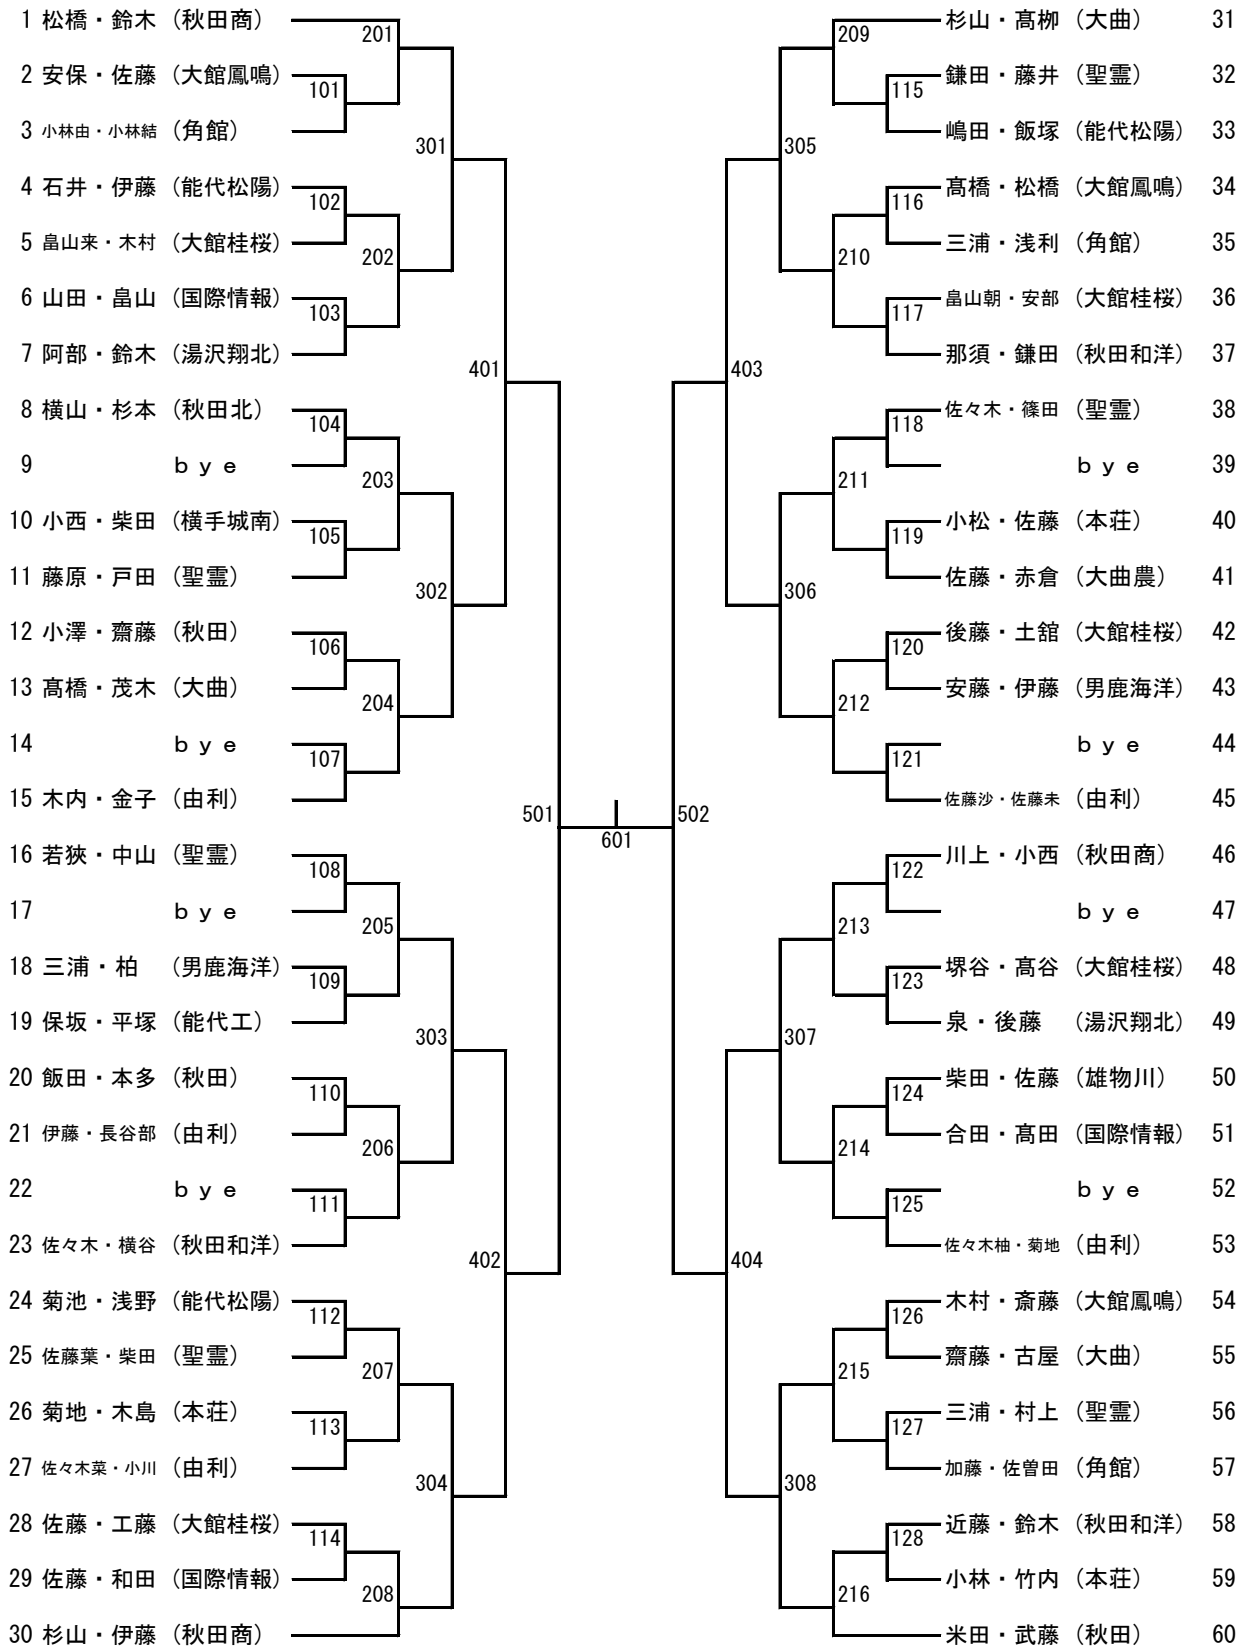 1 松橋・鈴木 (秋田商)
201
2 安保・佐藤 (大館鳳鳴)
101
3 小林由・小林結 (角館)
301
4 石井・伊藤 (能代松陽)
102
5 畠山来・木村 (大館桂桜)
202
6 山田・畠山 (国際情報)
103
7 阿部・鈴木 (湯沢翔北)
401
8 横山・杉本 (秋田北)
104
9 bye
203
10 小西・柴田 (横手城南)
105
11 藤原・戸田 (聖霊)
302
12 小澤・齋藤 (秋田)
106
13 髙橋・茂木 (大曲)
204
14 bye
107
15 木内・金子 (由利)
501
16 若狹・中山 (聖霊)
108
17 bye
205
18 三浦・柏 (男鹿海洋)
109
19 保坂・平塚 (能代工)
303
20 飯田・本多 (秋田)
110
21 伊藤・長谷部 (由利)
206
22 bye
111
23 佐々木・横谷 (秋田和洋)
402
24 菊池・浅野 (能代松陽)
112
25 佐藤葉・柴田 (聖霊)
207
26 菊地・木島 (本荘)
113
27 佐々木菜・小川 (由利)
304
28 佐藤・工藤 (大館桂桜)
114
29 佐藤・和田 (国際情報)
208
30 杉山・伊藤 (秋田商)
601
杉山・髙栁 (大曲) 31
209
鎌田・藤井 (聖霊) 32
115
嶋田・飯塚 (能代松陽) 33
305
髙橋・松橋 (大館鳳鳴) 34
116
三浦・浅利 (角館) 35
210
畠山朝・安部 (大館桂桜) 36
117
那須・鎌田 (秋田和洋) 37
403
佐々木・篠田 (聖霊) 38
118
bye 39
211
小松・佐藤 (本荘) 40
119
佐藤・赤倉 (大曲農) 41
306
後藤・土舘 (大館桂桜) 42
120
安藤・伊藤 (男鹿海洋) 43
212
bye 44
121
佐藤沙・佐藤未 (由利) 45
502
川上・小西 (秋田商) 46
122
bye 47
213
堺谷・髙谷 (大館桂桜) 48
123
泉・後藤 (湯沢翔北) 49
307
柴田・佐藤 (雄物川) 50
124
合田・髙田 (国際情報) 51
214
bye 52
125
佐々木柚・菊地 (由利) 53
404
木村・斎藤 (大館鳳鳴) 54
126
齋藤・古屋 (大曲) 55
215
三浦・村上 (聖霊) 56
127
加藤・佐曽田 (角館) 57
308
近藤・鈴木 (秋田和洋) 58
128
小林・竹内 (本荘) 59
216
米田・武藤 (秋田) 60